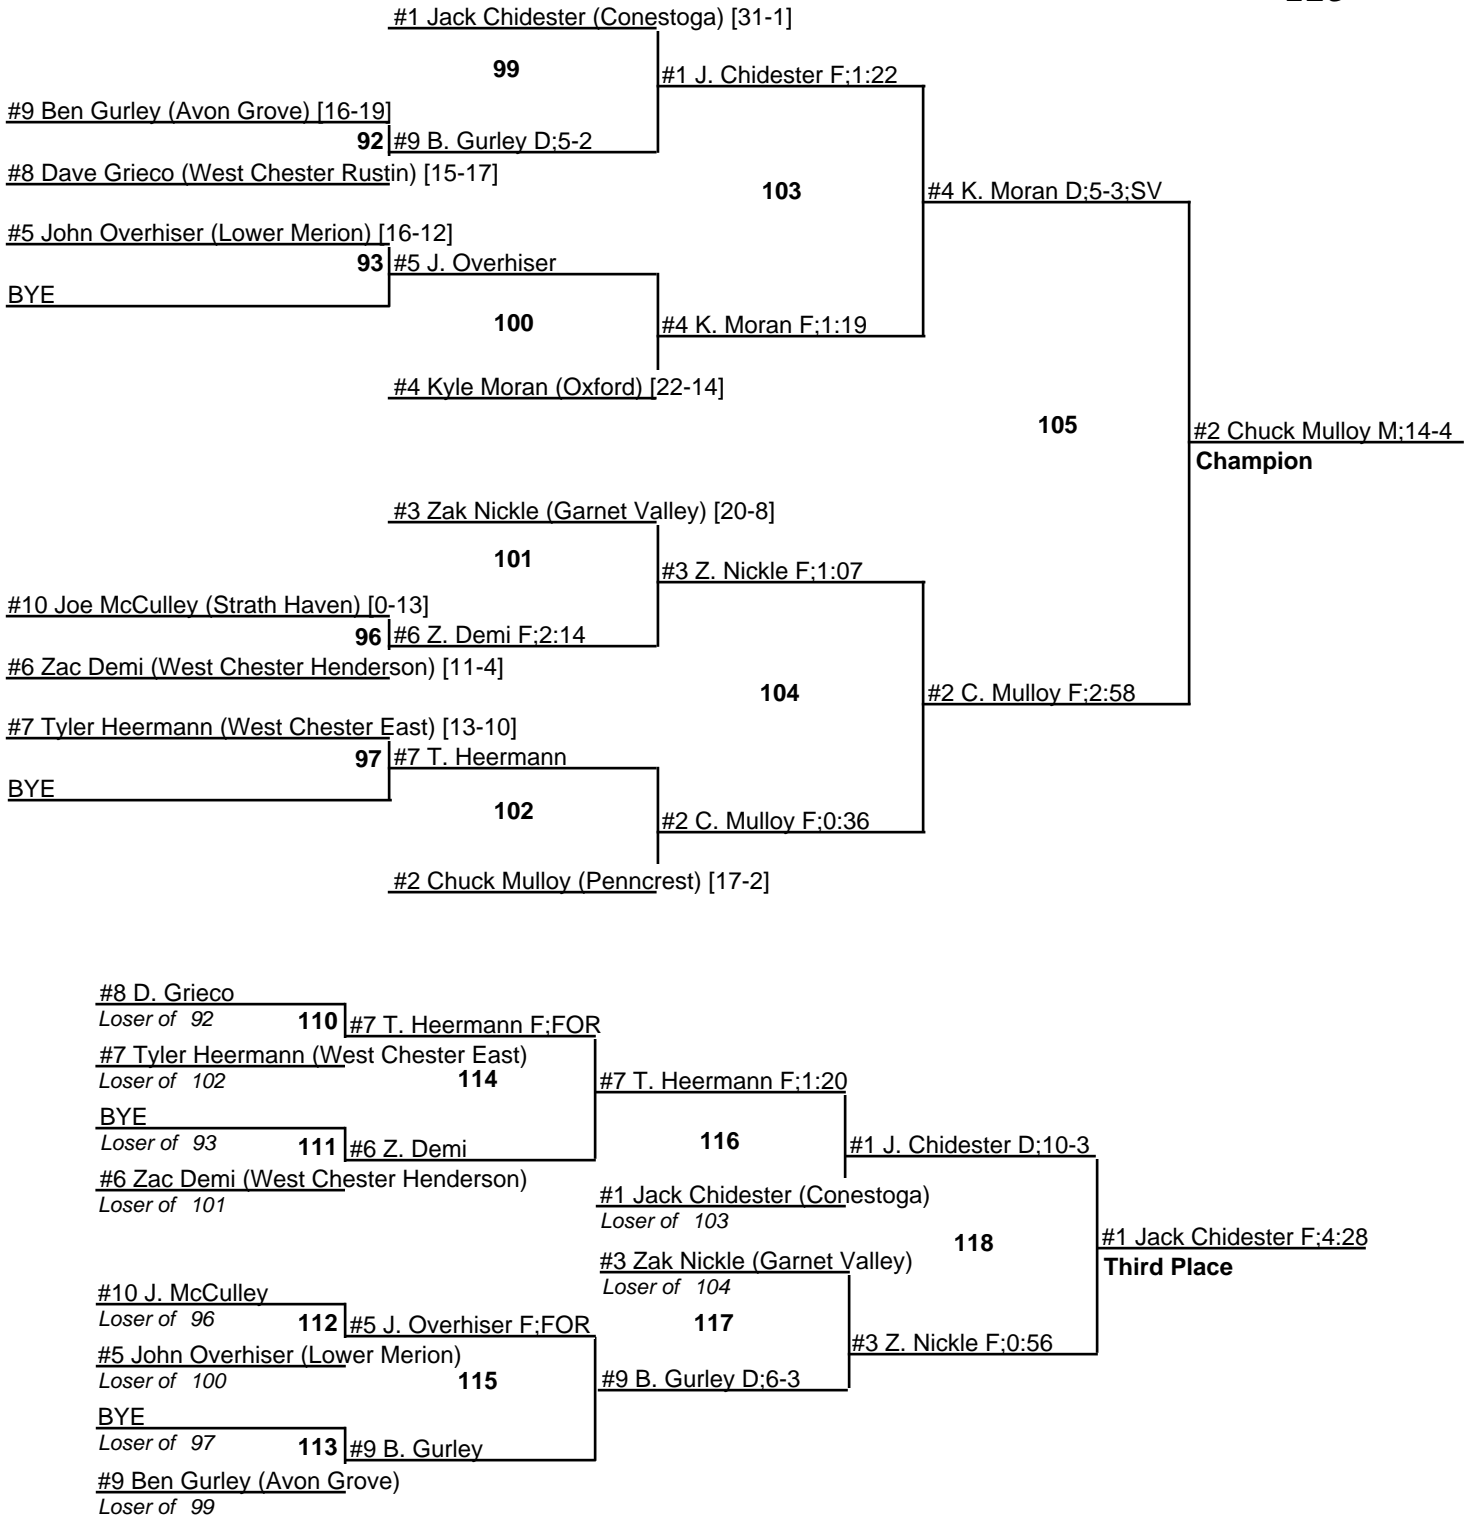 #1 Jack Chidester (Conestoga) [31-1]
99
#1 J. Chidester F;1:22
#9 Ben Gurley (Avon Grove) [16-19]
92 #9 B. Gurley D;5-2
#8 Dave Grieco (West Chester Rustin) [15-17]
103
#4 K. Moran D;5-3;SV
#5 John Overhiser (Lower Merion) [16-12]
93 #5 J. Overhiser
BYE
100
#4 K. Moran F;1:19
#4 Kyle Moran (Oxford) [22-14]
105
#2 Chuck Mulloy M;14-4
Champion
#3 Zak Nickle (Garnet Valley) [20-8]
101
#3 Z. Nickle F;1:07
#10 Joe McCulley (Strath Haven) [0-13]
96 #6 Z. Demi F;2:14
#6 Zac Demi (West Chester Henderson) [11-4]
104
#2 C. Mulloy F;2:58
#7 Tyler Heermann (West Chester East) [13-10]
97 #7 T. Heermann
BYE
102
#2 C. Mulloy F;0:36
#2 Chuck Mulloy (Penncrest) [17-2]
#8 D. Grieco
Loser of 92
110 #7 T. Heermann F;FOR
#7 Tyler Heermann (West Chester East)
Loser of 102
114
#7 T. Heermann F;1:20
BYE
Loser of 93
111 #6 Z. Demi
116
#1 J. Chidester D;10-3
#6 Zac Demi (West Chester Henderson)
Loser of 101
#1 Jack Chidester (Conestoga)
Loser of 103
118
#1 Jack Chidester F;4:28
Third Place
#3 Zak Nickle (Garnet Valley)
Loser of 104
#10 J. McCulley
Loser of 96
112 #5 J. Overhiser F;FOR
117
#3 Z. Nickle F;0:56
#5 John Overhiser (Lower Merion)
Loser of 100
115
#9 B. Gurley D;6-3
BYE
Loser of 97
113 #9 B. Gurley
#9 Ben Gurley (Avon Grove)
Loser of 99